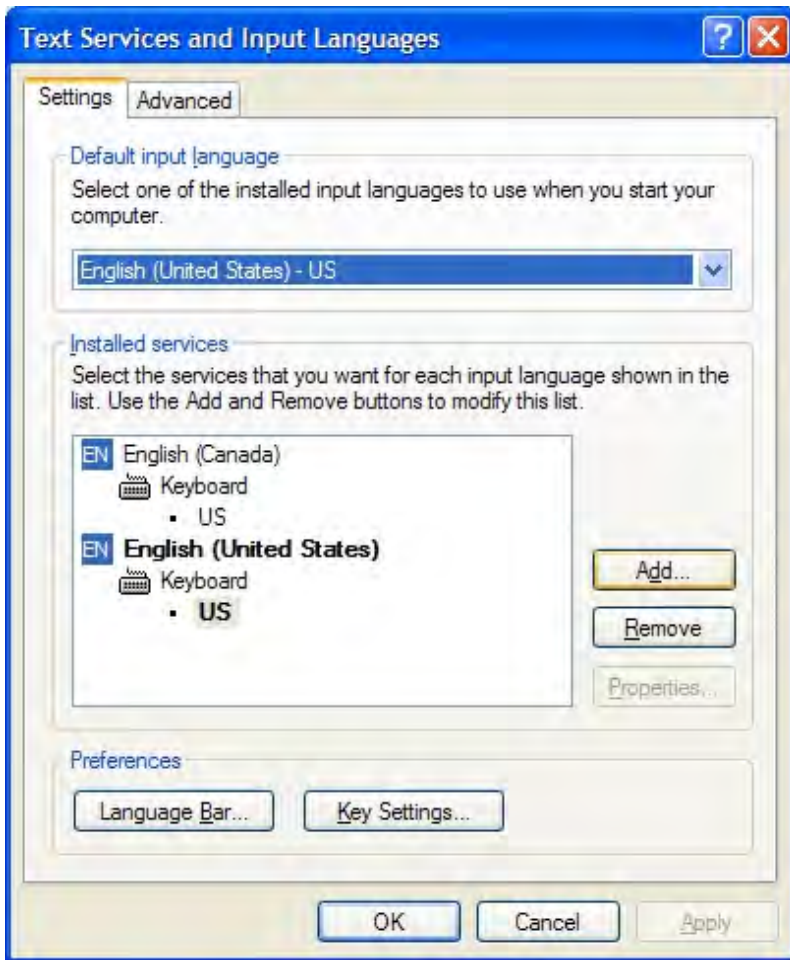 Text Services and Input Languages
Settings
Advanced
Default input language
Select one of the installed input languages to use when you start your
computer.
English (United States) - US
Installed services
Select the services that you want for each input language shown in the
list. Use the Add and Remove buttons to modify this list.
EN English (Canada)
Keyboard
▪ US
EN English (United States)
Keyboard
▪ US
Add...
Remove
Properties...
Preferences
Language Bar...
Key Settings...
OK
Cancel
Apply